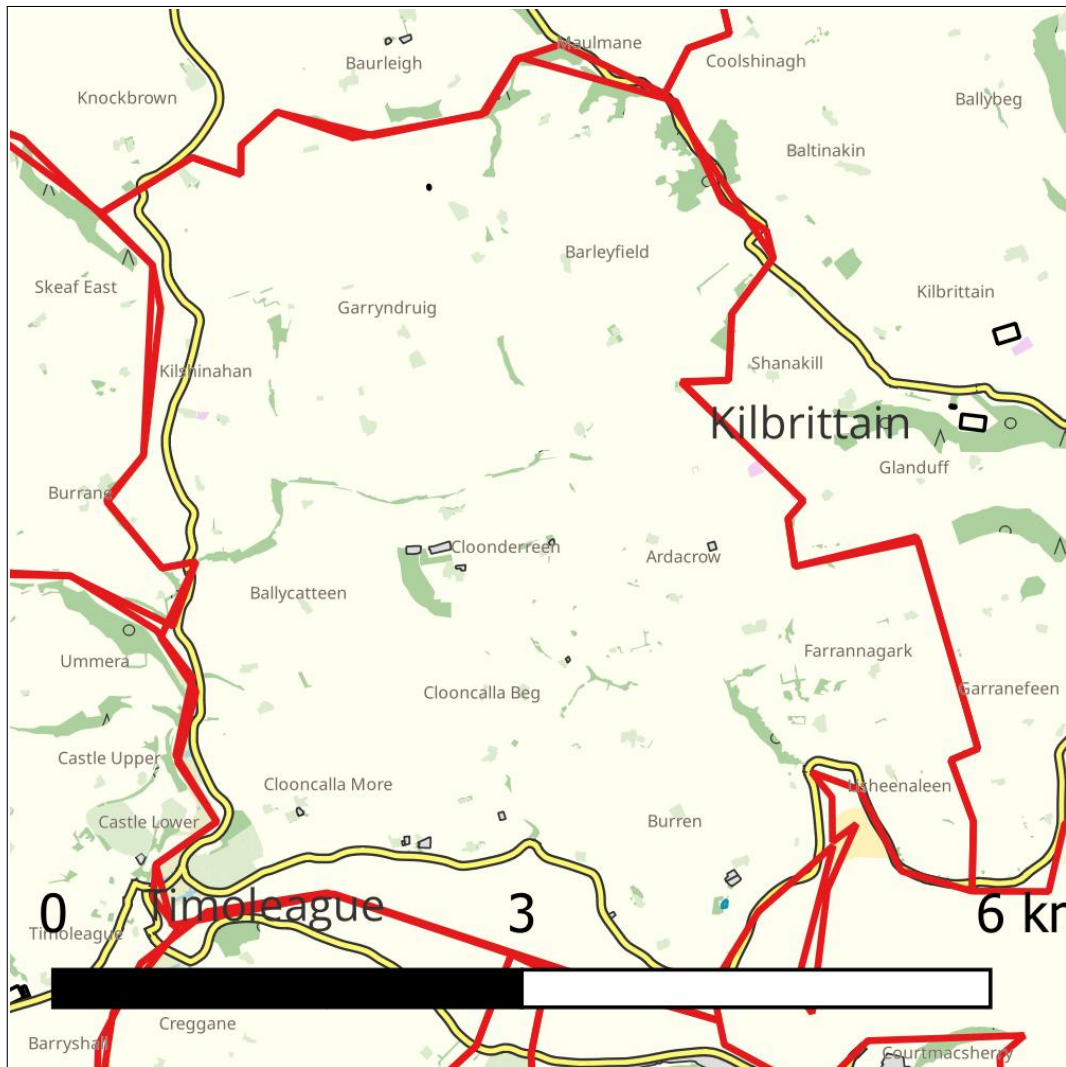 Maulmane
Baurleigh
Coolshinagh
Knockbrown
Ballybeg
Baltinakin
Barleyfield
Skeaf East
Kilbrittain
Garryndruig
Kilshinahan
Shanakill
Kilbrittain
Glanduff
Burrane
Cloonderreen
Ardacrow
Ballycatteen
Farrannagark
Ummera
Clooncalla Beg
Garranefeen
Castle Upper
Clooncalla More
Lisheenaleen
Castle Lower
Burren
Timoleague
0 3 6 km
Timoleague
Creggane
Barryshall
Courtmacsherry